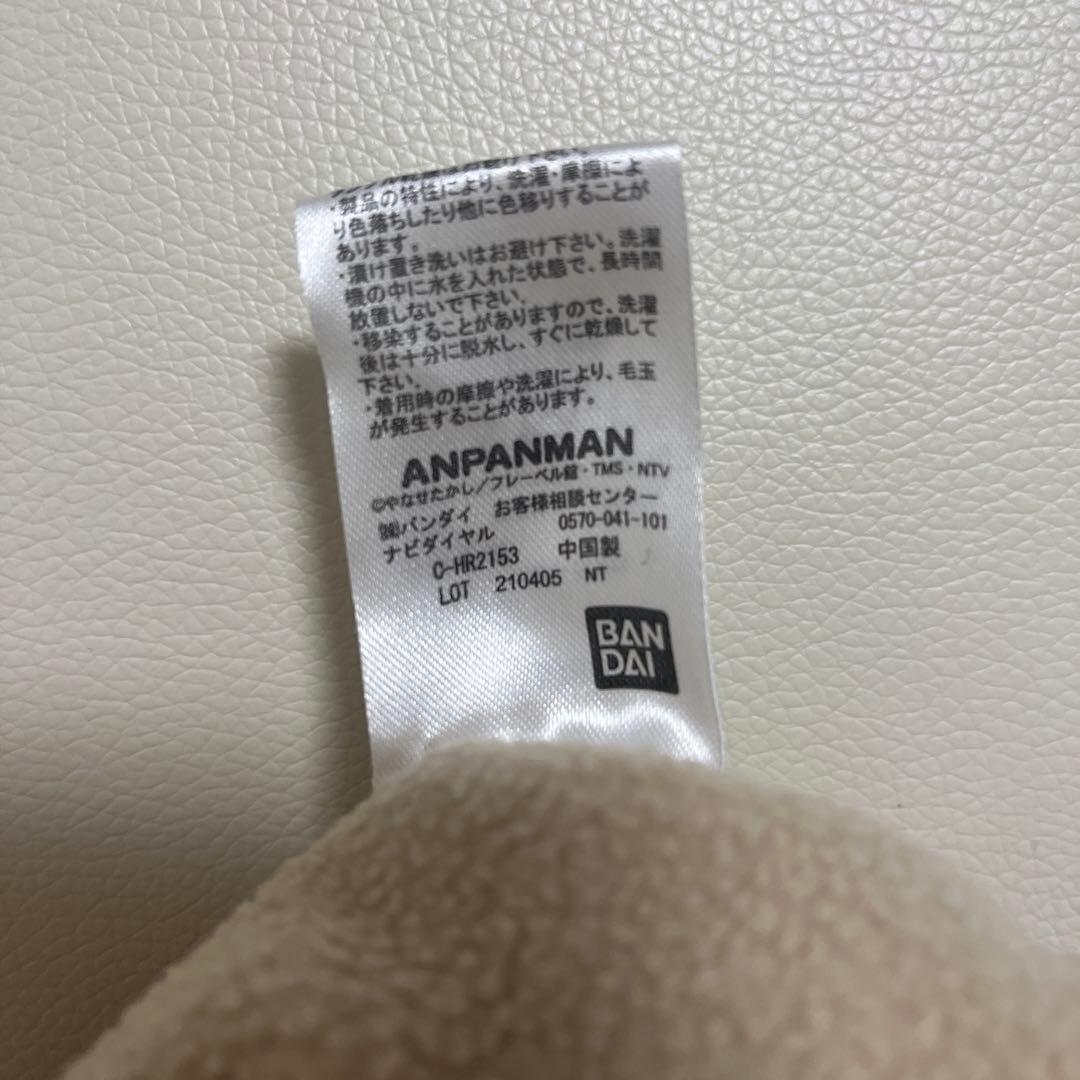 ・製品の特性により、洗濯・摩擦によ
り色落ちしたり他に色移りすることが
あります。
・漬け置き洗いはお避け下さい。洗濯
機の中に水を入れた状態で、長時間
放置しないで下さい。
・移染することがありますので、洗濯
後は十分に脱水し、すぐに乾燥して
下さい。
・着用時の摩擦や洗濯により、毛玉
が発生することがあります。
ANPANMAN
©やなせたかし/フレーベル館・TMS・NTV
㈱バンダイ お客様相談センター
ナビダイヤル 0570-041-101
C-HR2153 中国製
LOT 210405 NT
BAN
DAI